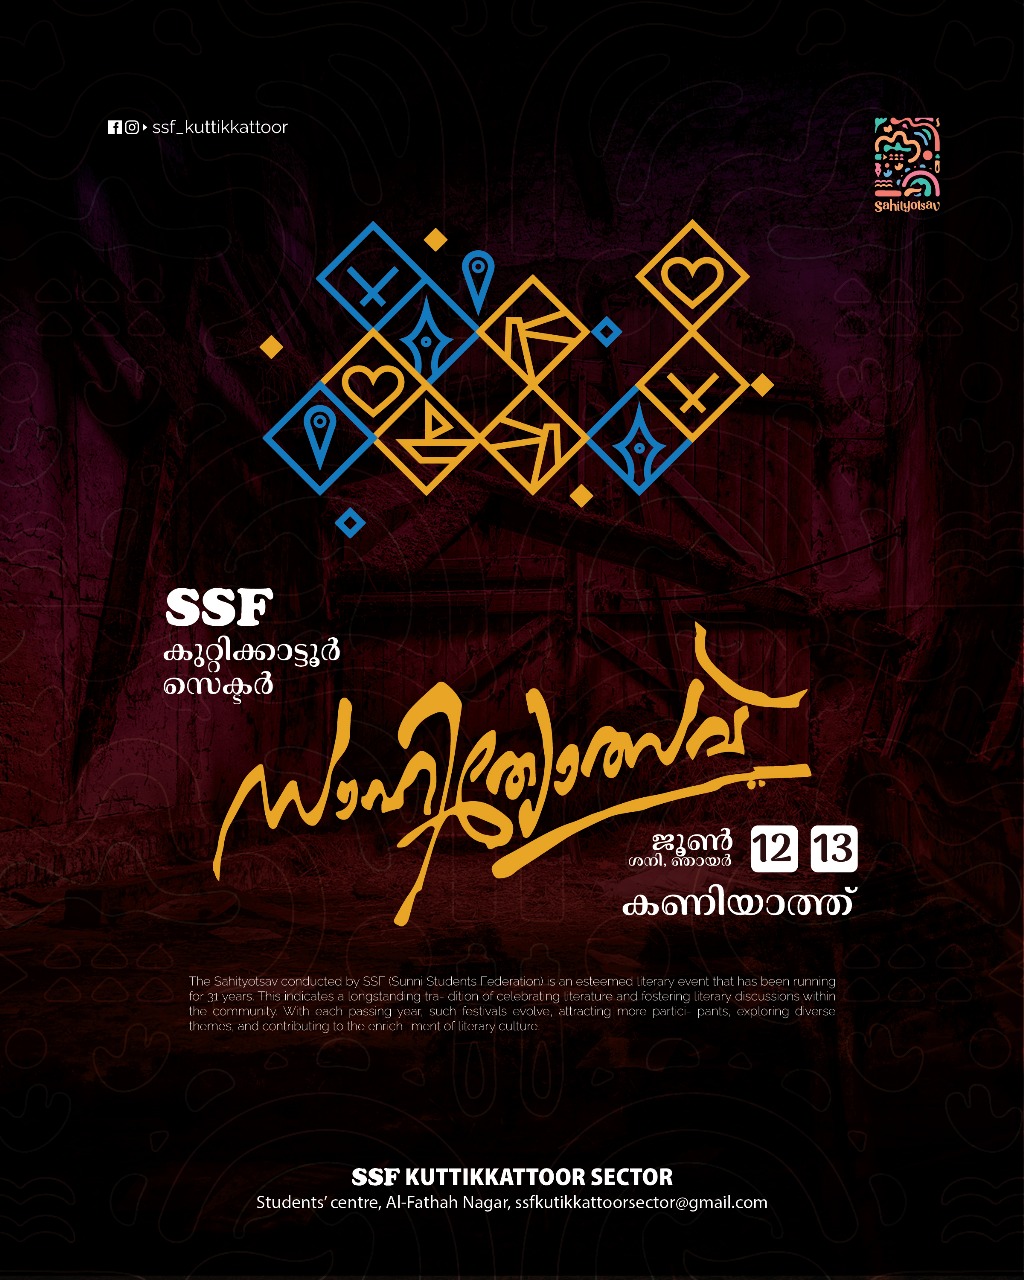 ssf_kuttikkattoor
Sahityotsav
SSF
കുറ്റിക്കാട്ടൂർ
സെക്ടർ
സാഹിത്യോത്സവ്
ജൂൺ 12 13
ശനി, ഞായർ
കണിയാത്ത്
The Sahityotsav conducted by SSF (Sunni Students Federation) is an esteemed literary event that has been running
for 31 years. This indicates a longstanding tra- dition of celebrating literature and fostering literary discussions within
the community. With each passing year, such festivals evolve, attracting more partici- pants, exploring diverse
themes, and contributing to the enrich- ment of literary culture.
SSF KUTTIKKATTOOR SECTOR
Students' centre, Al-Fathah Nagar, ssfkutikkattoorsector@gmail.com